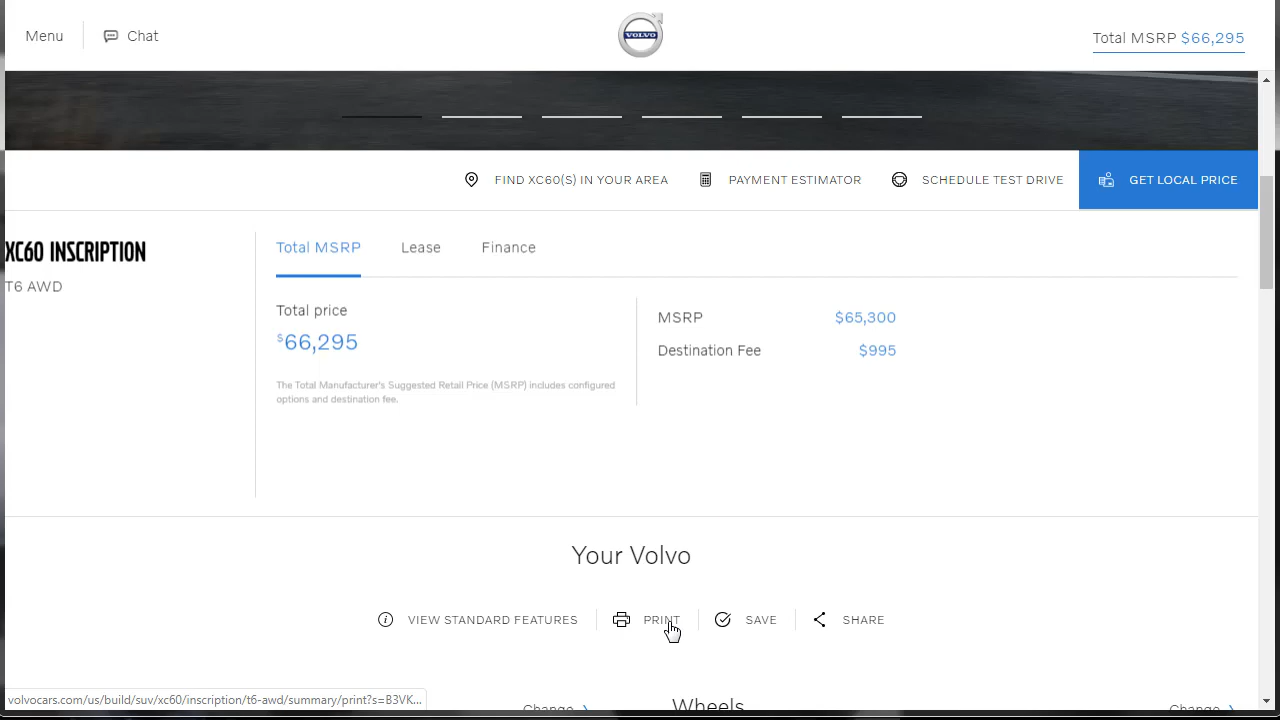 Menu
Chat
VOLVO
Total MSRP $66,295
FIND XC60(S) IN YOUR AREA
PAYMENT ESTIMATOR
SCHEDULE TEST DRIVE
GET LOCAL PRICE
XC60 INSCRIPTION
T6 AWD
Total MSRP
Lease
Finance
Total price
$66,295
The Total Manufacturer's Suggested Retail Price (MSRP) includes configured
options and destination fee.
MSRP $65,300
Destination Fee $995
Your Volvo
VIEW STANDARD FEATURES
PRINT
SAVE
SHARE
Change
Wheels
Change
volvocars.com/us/build/suv/xc60/inscription/t6-awd/summary/print?s=B3VK...